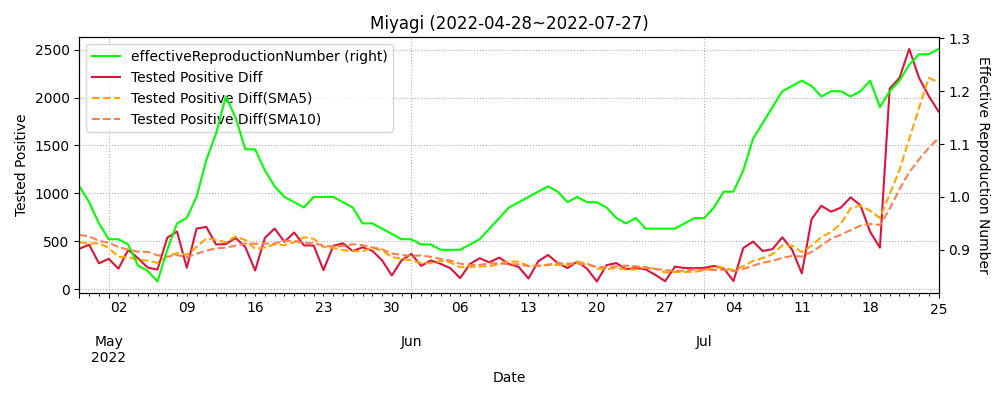 Miyagi (2022-04-28~2022-07-27)
effectiveReproductionNumber (right)
Tested Positive Diff
Tested Positive Diff(SMA5)
Tested Positive Diff(SMA10)
Tested Positive
2500
2000
1500
1000
500
0
1.3
1.2
1.1
1.0
0.9
Effective Reproduction Number
02 09 16 23 30 06 13 20 27 04 11 18 25
May Jun Jul
2022
Date